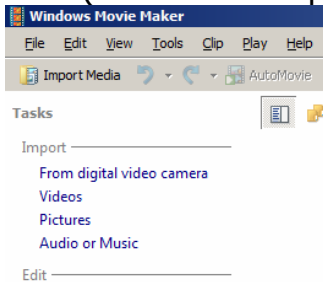 Windows Movie Maker
File Edit View Tools Clip Play Help
Import Media AutoMovie
Tasks
Import
From digital video camera
Videos
Pictures
Audio or Music
Edit